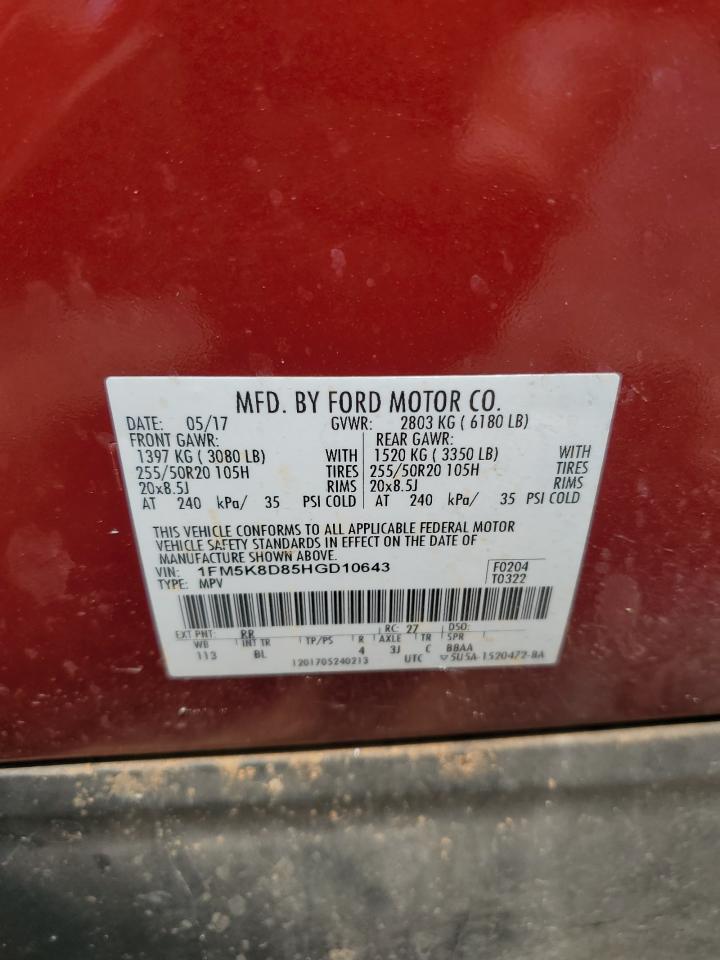 MFD. BY FORD MOTOR CO.
DATE: 05/17 GVWR: 2803 KG ( 6180 LB)
FRONT GAWR: REAR GAWR:
1397 KG ( 3080 LB) WITH 1520 KG ( 3350 LB) WITH
255/50R20 105H TIRES 255/50R20 105H TIRES
20x8.5J RIMS 20x8.5J RIMS
AT 240 kPa/ 35 PSI COLD AT 240 kPa/ 35 PSI COLD
THIS VEHICLE CONFORMS TO ALL APPLICABLE FEDERAL MOTOR
VEHICLE SAFETY STANDARDS IN EFFECT ON THE DATE OF
MANUFACTURE SHOWN ABOVE.
VIN: 1FM5K8D85HGD10643 F0204
TYPE: MPV T0322
EXT PNT: RR RC: 27 DSO:
WB INT TR TP/PS R AXLE TR SPR
113 BL 4 3J C BBAA
1201705240213 UTC ▽5U5A-1520472-BA